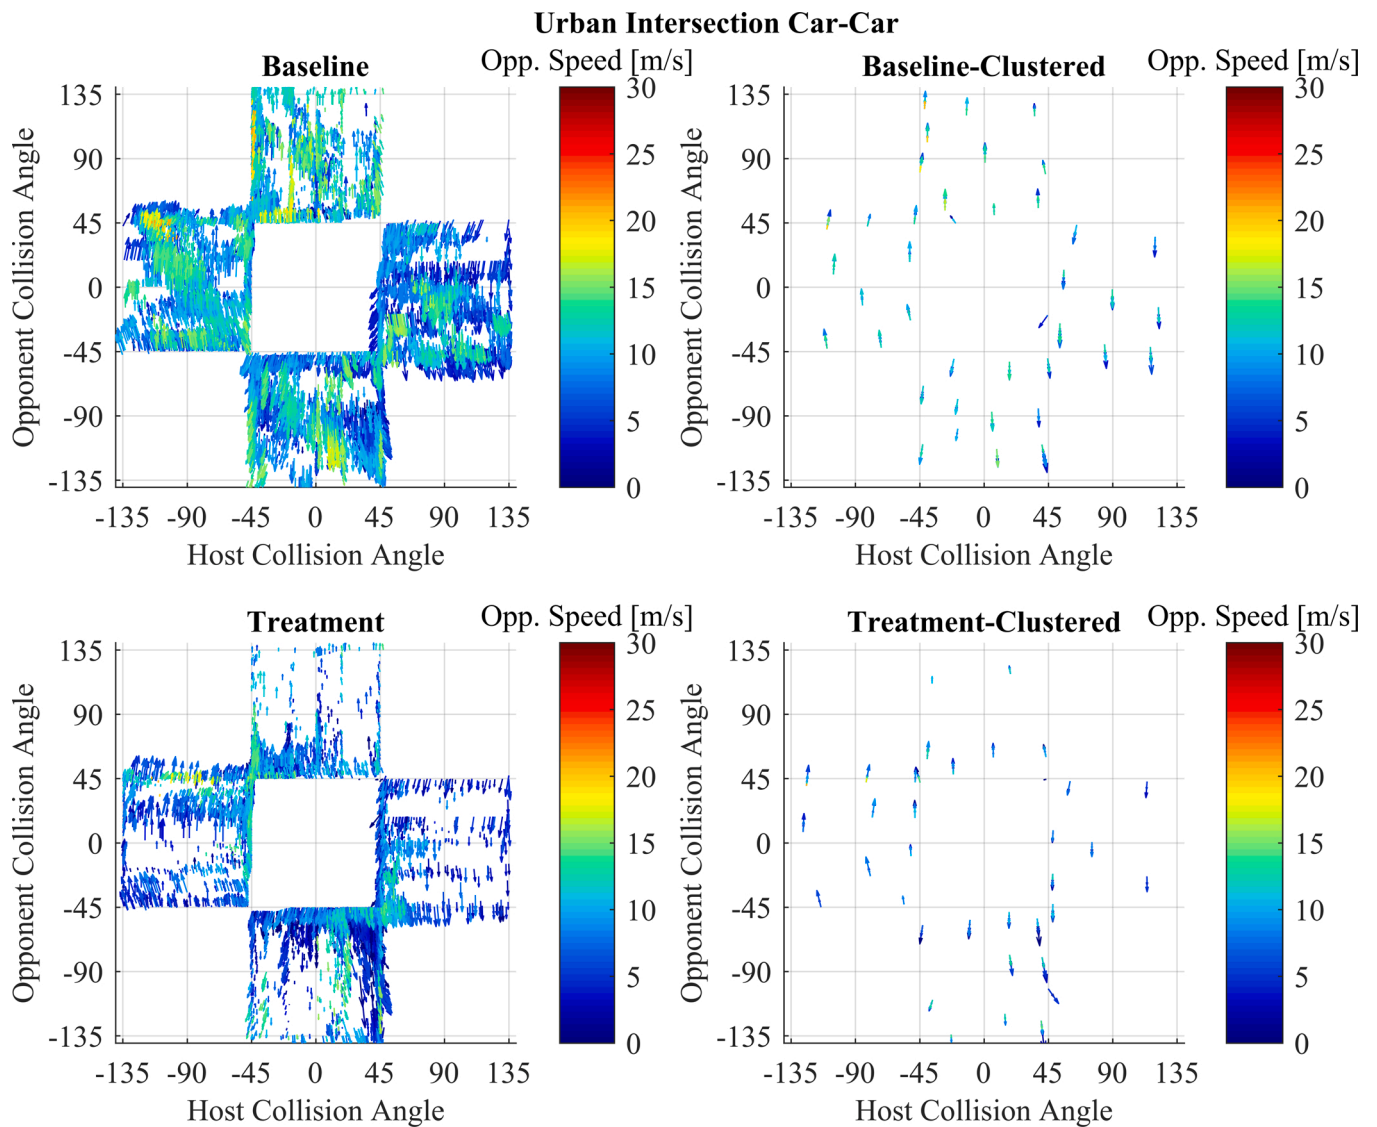 Urban Intersection Car-Car
Baseline
Opp. Speed [m/s]
135
90
45
0
-45
-90
-135
Opponent Collision Angle
-135 -90 -45 0 45 90 135
Host Collision Angle
30
25
20
15
10
5
0
Baseline-Clustered
Opp. Speed [m/s]
135
90
45
0
-45
-90
-135
Opponent Collision Angle
-135 -90 -45 0 45 90 135
Host Collision Angle
30
25
20
15
10
5
0
Treatment
Opp. Speed [m/s]
135
90
45
0
-45
-90
-135
Opponent Collision Angle
-135 -90 -45 0 45 90 135
Host Collision Angle
30
25
20
15
10
5
0
Treatment-Clustered
Opp. Speed [m/s]
135
90
45
0
-45
-90
-135
Opponent Collision Angle
-135 -90 -45 0 45 90 135
Host Collision Angle
30
25
20
15
10
5
0